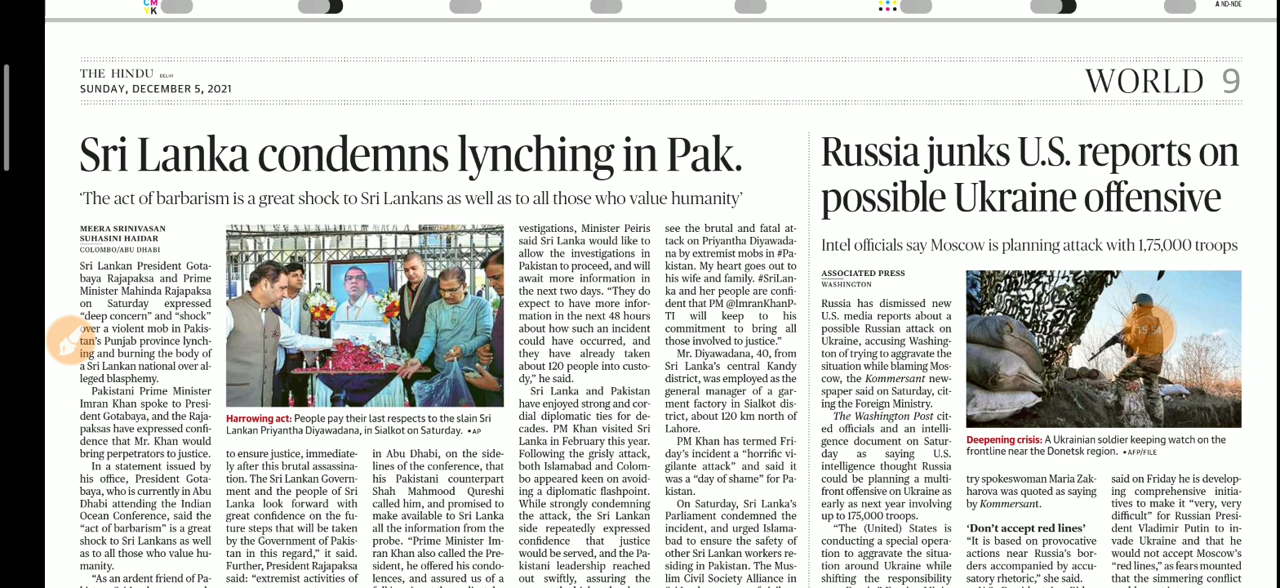 CM
YK
A ND-NDE
THE HINDU DELHI
SUNDAY, DECEMBER 5, 2021
WORLD 9
Sri Lanka condemns lynching in Pak.
‘The act of barbarism is a great shock to Sri Lankans as well as to all those who value humanity’
MEERA SRINIVASAN
SUHASINI HAIDAR
COLOMBO/ABU DHABI
Sri Lankan President Gota-
baya Rajapaksa and Prime
Minister Mahinda Rajapaksa
on Saturday expressed
“deep concern” and “shock”
over a violent mob in Pakis-
tan’s Punjab province lynch-
ing and burning the body of
a Sri Lankan national over al-
leged blasphemy.
Pakistani Prime Minister
Imran Khan spoke to Presi-
dent Gotabaya, and the Raja-
paksas have expressed confi-
dence that Mr. Khan would
bring perpetrators to justice.
In a statement issued by
his office, President Gotaba-
ya, who is currently in Abu
Dhabi attending the Indian
Ocean Conference, said the
“act of barbarism” is a great
shock to Sri Lankans as well
as to all those who value hu-
manity.
“As an ardent friend of Pa-
Harrowing act: People pay their last respects to the slain Sri
Lankan Priyantha Diyawadana, in Sialkot on Saturday. •AP
to ensure justice, immediate-
ly after this brutal assassina-
tion. The Sri Lankan Govern-
ment and the people of Sri
Lanka look forward with
great confidence on the fu-
ture steps that will be taken
by the Government of Pakis-
tan in this regard,” it said.
Further, President Rajapaksa
said: “extremist activities of
in Abu Dhabi, on the side-
lines of the conference, that
his Pakistani counterpart
Shah Mahmood Qureshi
called him, and promised to
make available to Sri Lanka
all the information from the
probe. “Prime Minister Im-
ran Khan also called the Pre-
sident, he offered his condo-
lences, and assured us of a
vestigations, Minister Peiris
said Sri Lanka would like to
allow the investigations in
Pakistan to proceed, and will
await more information in
the next two days. “They do
expect to have more infor-
mation in the next 48 hours
about how such an incident
could have occurred, and
they have already taken
about 120 people into custo-
dy,” he said.
Sri Lanka and Pakistan
have enjoyed strong and cor-
dial diplomatic ties for de-
cades. PM Khan visited Sri
Lanka in February this year.
Following the grisly attack,
both Islamabad and Colom-
bo appeared keen on avoid-
ing a diplomatic flashpoint.
While strongly condemning
the attack, the Sri Lankan
side repeatedly expressed
confidence that justice
would be served, and the Pa-
kistani leadership reached
out swiftly, assuring the
see the brutal and fatal at-
tack on Priyantha Diyawada-
na by extremist mobs in #Pa-
kistan. My heart goes out to
his wife and family. #SriLan-
ka and her people are confi-
dent that PM @ImranKhanP-
TI will keep to his
commitment to bring all
those involved to justice.”
Mr. Diyawadana, 40, from
Sri Lanka’s central Kandy
district, was employed as the
general manager of a gar-
ment factory in Sialkot dis-
trict, about 120 km north of
Lahore.
PM Khan has termed Fri-
day’s incident a “horrific vi-
gilante attack” and said it
was a “day of shame” for Pa-
kistan.
On Saturday, Sri Lanka’s
Parliament condemned the
incident, and urged Islama-
bad to ensure the safety of
other Sri Lankan workers re-
siding in Pakistan. The Mus-
lim Civil Society Alliance in
Russia junks U.S. reports on
possible Ukraine offensive
Intel officials say Moscow is planning attack with 1,75,000 troops
ASSOCIATED PRESS
WASHINGTON
Russia has dismissed new
U.S. media reports about a
possible Russian attack on
Ukraine, accusing Washing-
ton of trying to aggravate the
situation while blaming Mos-
cow, the Kommersant new-
spaper said on Saturday, cit-
ing the Foreign Ministry.
The Washington Post cit-
ed officials and an intelli-
gence document on Satur-
day as saying U.S.
intelligence thought Russia
could be planning a multi-
front offensive on Ukraine as
early as next year involving
up to 175,000 troops.
“The (United) States is
conducting a special opera-
tion to aggravate the situa-
tion around Ukraine while
shifting the responsibility
15:54
Deepening crisis: A Ukrainian soldier keeping watch on the
frontline near the Donetsk region. •AFP/FILE
try spokeswoman Maria Zak-
harova was quoted as saying
by Kommersant.
‘Don’t accept red lines’
“It is based on provocative
actions near Russia’s bor-
ders accompanied by accu-
satory rhetoric,” she said.
said on Friday he is develop-
ing comprehensive initia-
tives to make it “very, very
difficult” for Russian Presi-
dent Vladimir Putin to in-
vade Ukraine and that he
would not accept Moscow’s
“red lines,” as fears mounted
that the simmering conflict